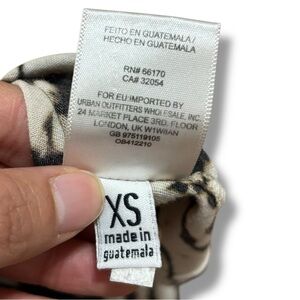 FEITO EN GUATEMALA /
HECHO EN GUATEMALA
RN# 66170
CA# 32054
FOR EU:IMPORTED BY
URBAN OUTFITTERS WHOLESALE, INC.
24 MARKET PLACE 3RD. FLOOR
LONDON, UK W1W8AN
GB 975119105
OB412210
XS
made in
guatemala